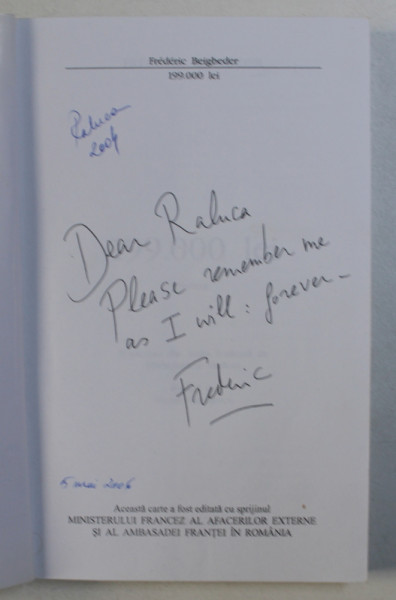 Frédéric Beigbeder
199.000 lei
Raluca
2004
Dear Raluca
Please remember me
as I will : forever -
Frederic
5 mai 2006
Această carte a fost editată cu sprijinul
MINISTERULUI FRANCEZ AL AFACERILOR EXTERNE
ȘI AL AMBASADEI FRANȚEI ÎN ROMÂNIA